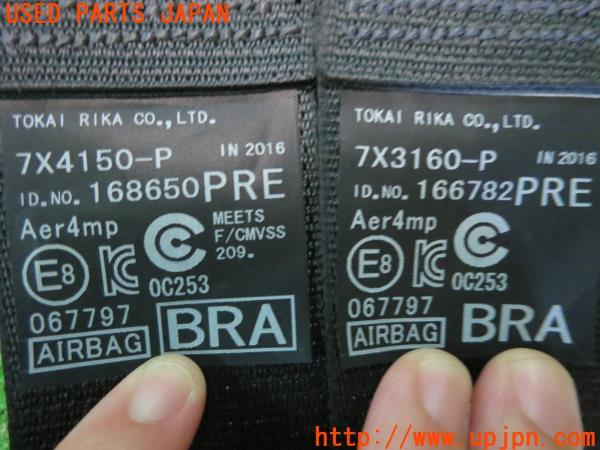 USED PARTS JAPAN
TOKAI RIKA CO.,LTD.
7X4150-P IN 2016
ID.NO. 168650 PRE
Aer4mp
MEETS
F/CMVSS
209.
E8 KC C
OC253
067797
AIRBAG BRA
TOKAI RIKA CO.,LTD.
7X3160-P IN 2016
ID.NO. 166782 PRE
Aer4mp
E8 KC C
OC253
067797
AIRBAG BRA
http://www.upjpn.com